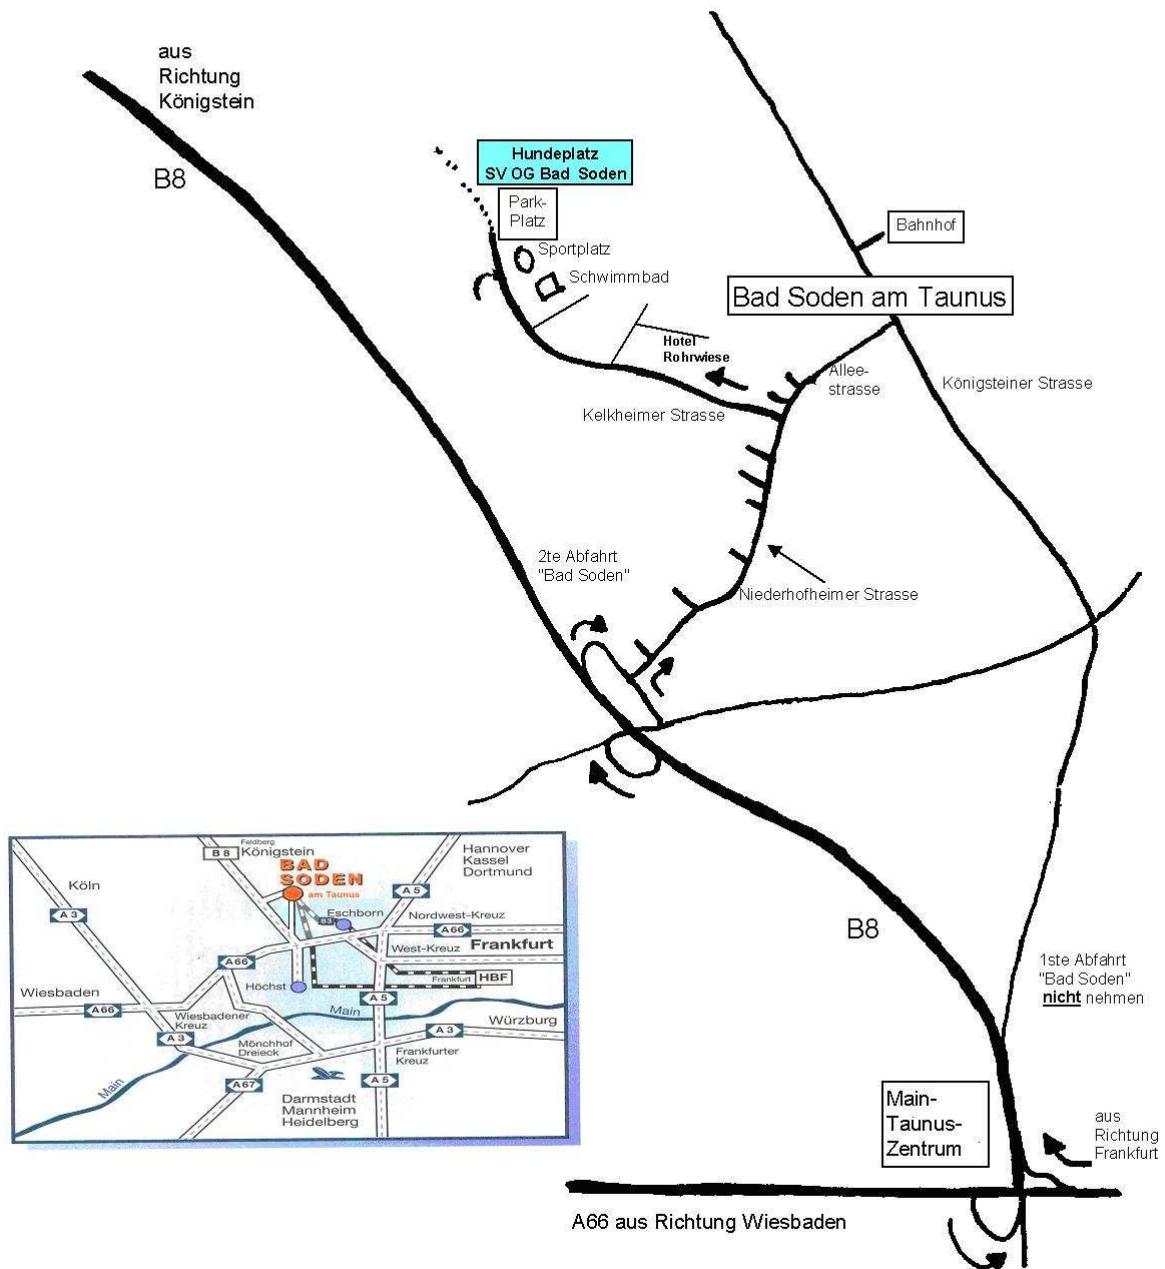 aus
Richtung
Königstein
B8
Hundeplatz
SV OG Bad Soden
Park-
Platz
Sportplatz
Schwimmbad
Bahnhof
Bad Soden am Taunus
Hotel
Rohrwiese
Allee-
strasse
Königsteiner Strasse
Kelkheimer Strasse
2te Abfahrt
"Bad Soden"
Niederhofheimer Strasse
Feldberg
B 8 Königstein
BAD
SODEN
am Taunus
Hannover
Kassel
Dortmund
Köln
A 3
A 5
Eschborn
Nordwest-Kreuz
A66
West-Kreuz
Frankfurt
A66
Höchst
Frankfurt
HBF
Wiesbaden
A66
A 5
Wiesbadener
Kreuz
Main
A 3
Würzburg
A 3
Mönchhof
Dreieck
Frankfurter
Kreuz
Main
A67
A 5
Darmstadt
Mannheim
Heidelberg
B8
1ste Abfahrt
"Bad Soden"
nicht nehmen
Main-
Taunus-
Zentrum
aus
Richtung
Frankfurt
A66 aus Richtung Wiesbaden